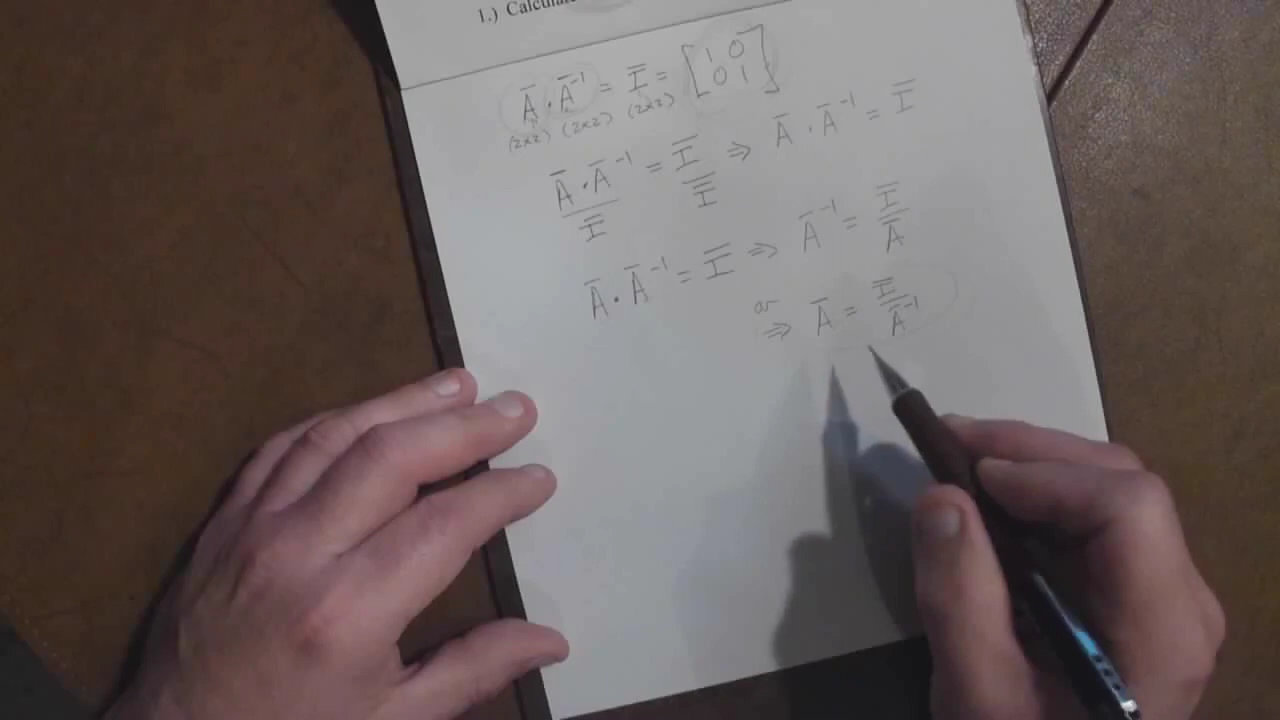 1.) Calculate
A̅ · A̅⁻¹ = I̅ = [1 0
0 1]
(2x2) (2x2) (2x2)
A̅ · A̅⁻¹ / I̅ = I̅ / I̅ ⇒ A̅ · A̅⁻¹ = I̅
A̅ · A̅⁻¹ = I̅ ⇒ A̅⁻¹ = I̅ / A̅
or
⇒ A̅ = I̅ / A̅⁻¹